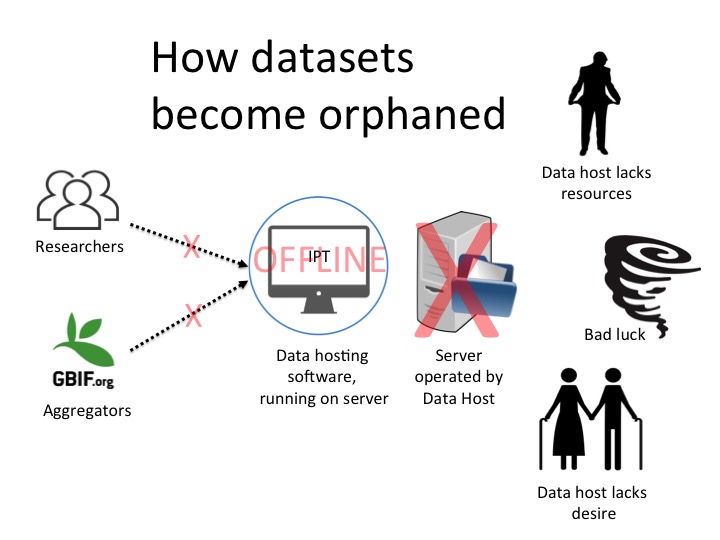 How datasets
become orphaned
Data host lacks
resources
Researchers
X
OFFLINE
IPT
X
X
Bad luck
GBIF.org
Aggregators
Data hosting
software,
running on server
Server
operated by
Data Host
Data host lacks
desire